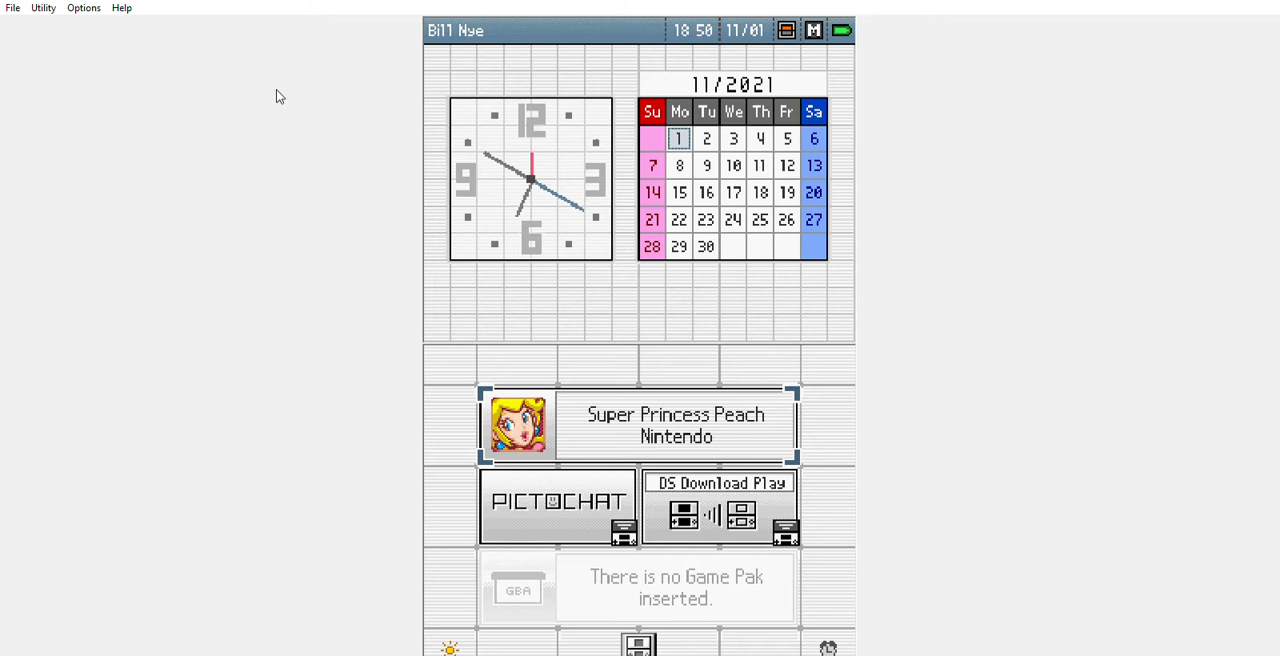 File Utility Options Help
Bill Nye 18 50 11/01 M
11/2021
12
3
6
9
Su Mo Tu We Th Fr Sa
1 2 3 4 5 6
7 8 9 10 11 12 13
14 15 16 17 18 19 20
21 22 23 24 25 26 27
28 29 30
Super Princess Peach
Nintendo
PICTOCHAT
DS Download Play
There is no Game Pak
inserted.
GBA